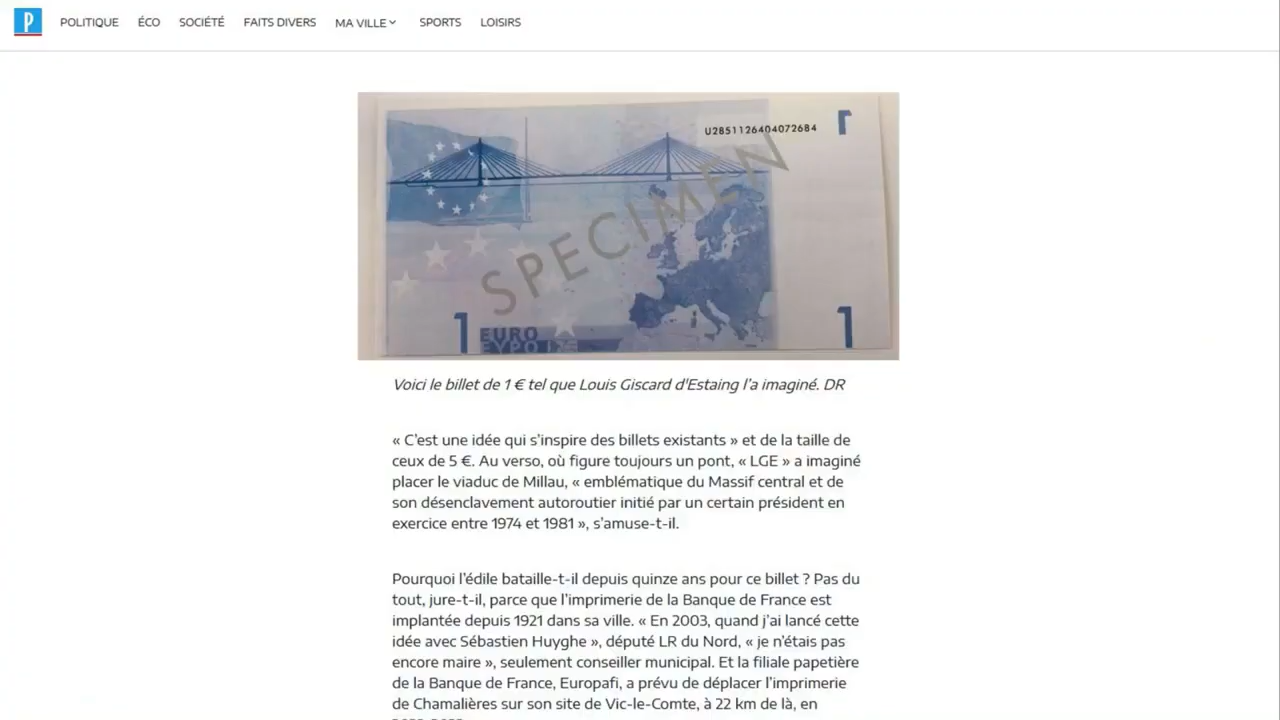 P POLITIQUE ÉCO SOCIÉTÉ FAITS DIVERS MA VILLE SPORTS LOISIRS
U2851126404072684 1
SPECIMEN
1 EURO 1
ΕΥΡΩ
Voici le billet de 1 € tel que Louis Giscard d'Estaing l'a imaginé. DR
« C'est une idée qui s'inspire des billets existants » et de la taille de
ceux de 5 €. Au verso, où figure toujours un pont, « LGE » a imaginé
placer le viaduc de Millau, « emblématique du Massif central et de
son désenclavement autoroutier initié par un certain président en
exercice entre 1974 et 1981 », s'amuse-t-il.
Pourquoi l'édile bataille-t-il depuis quinze ans pour ce billet ? Pas du
tout, jure-t-il, parce que l'imprimerie de la Banque de France est
implantée depuis 1921 dans sa ville. « En 2003, quand j'ai lancé cette
idée avec Sébastien Huyghe », député LR du Nord, « je n'étais pas
encore maire », seulement conseiller municipal. Et la filiale papetière
de la Banque de France, Europafi, a prévu de déplacer l'imprimerie
de Chamalières sur son site de Vic-le-Comte, à 22 km de là, en